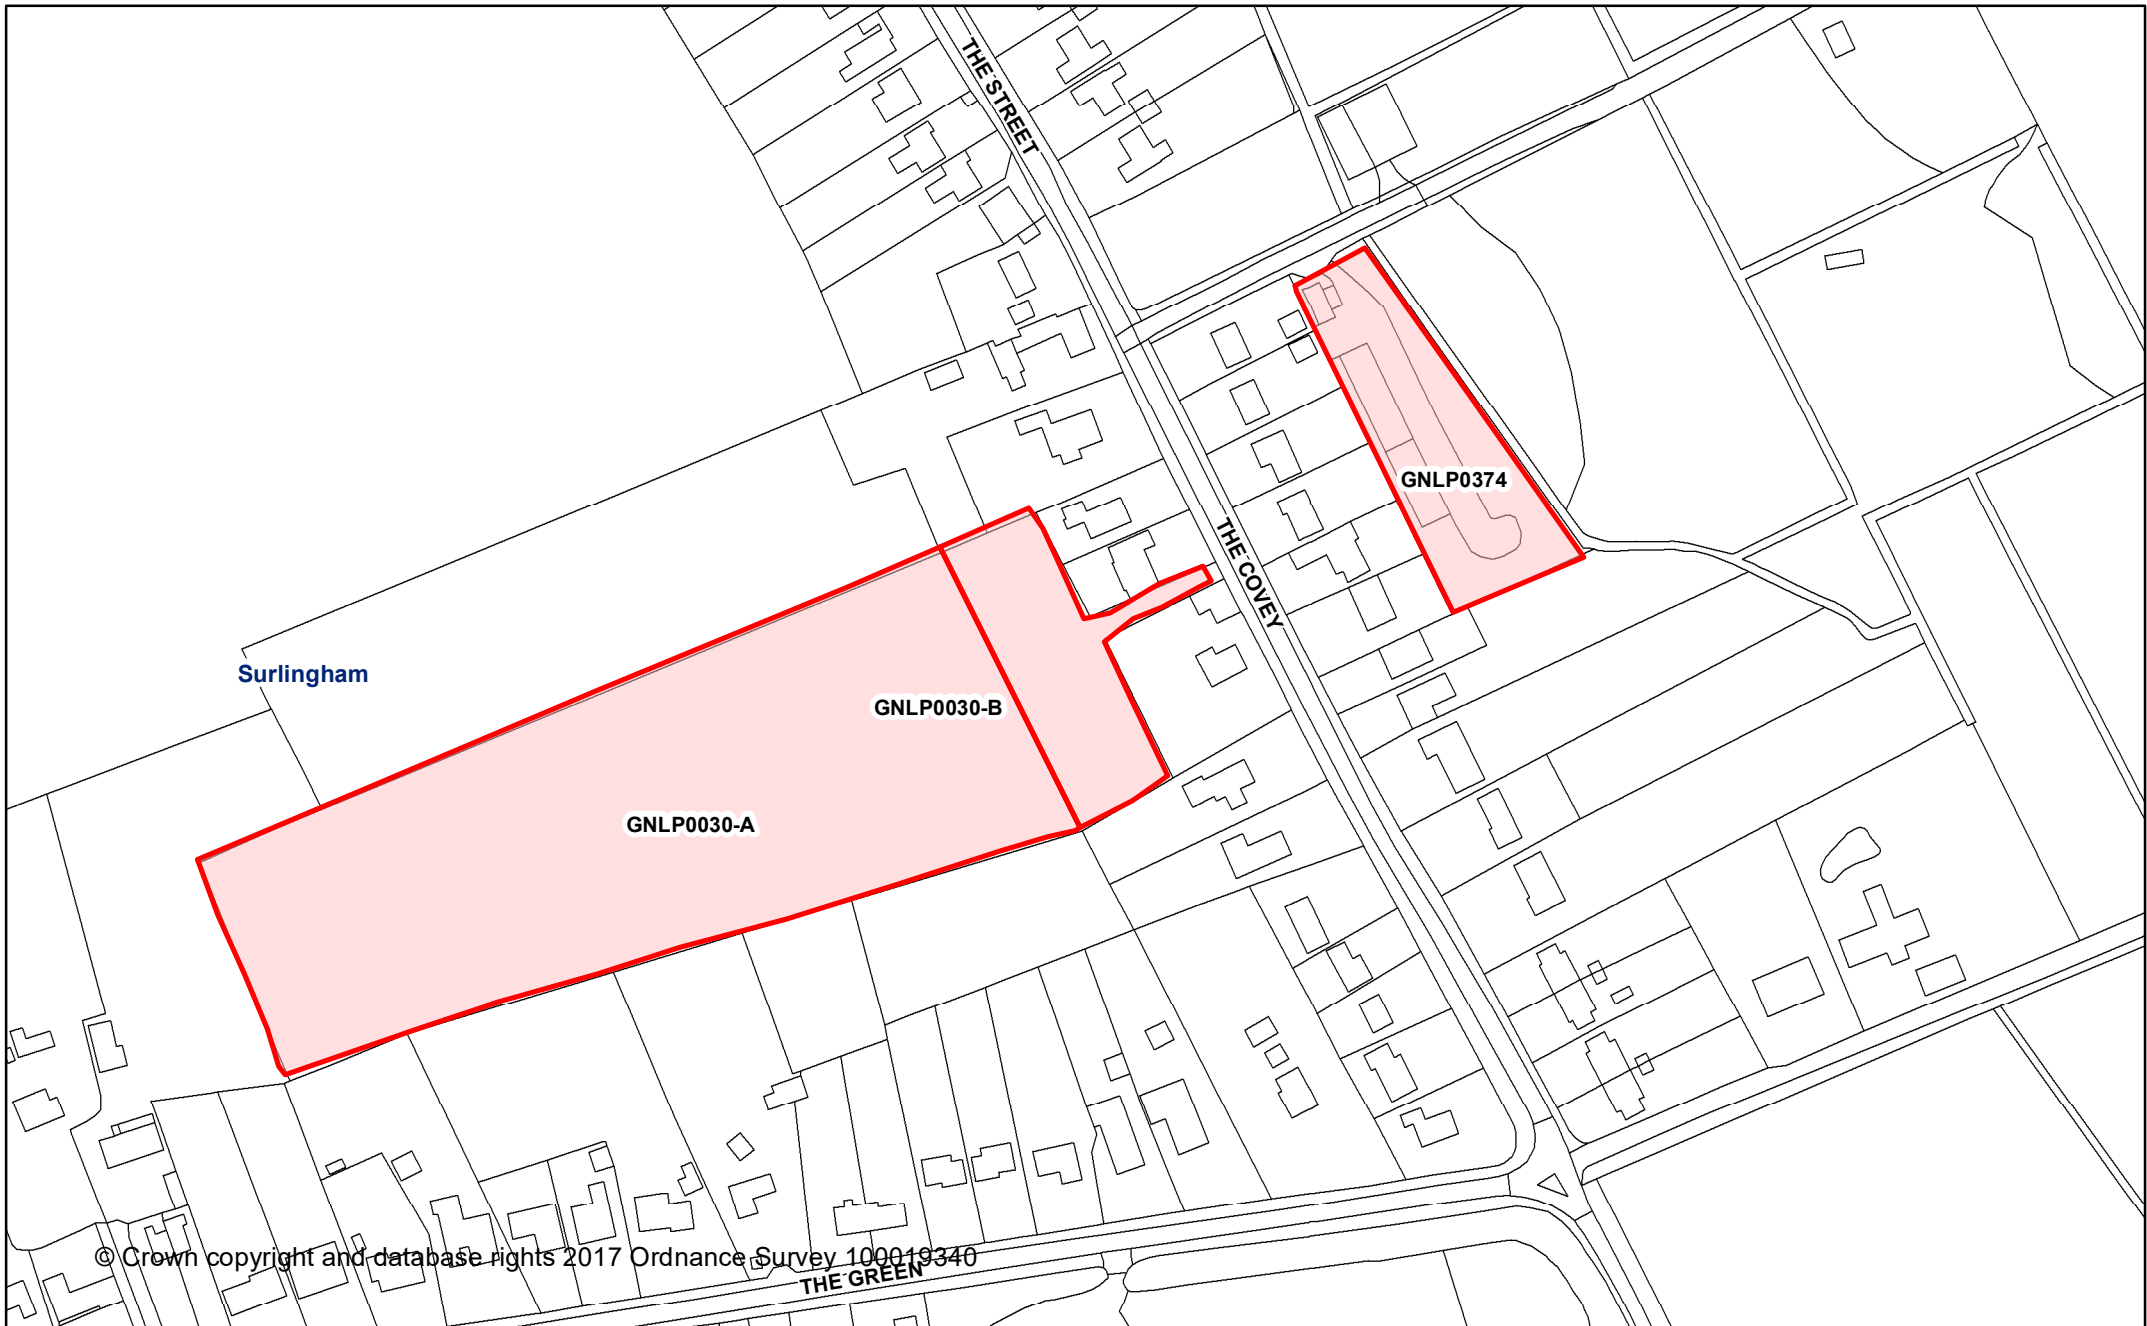 THE STREET
GNLP0374
THE COVEY
Surlingham
GNLP0030-B
GNLP0030-A
© Crown copyright and database rights 2017 Ordnance Survey 100019340
THE GREEN